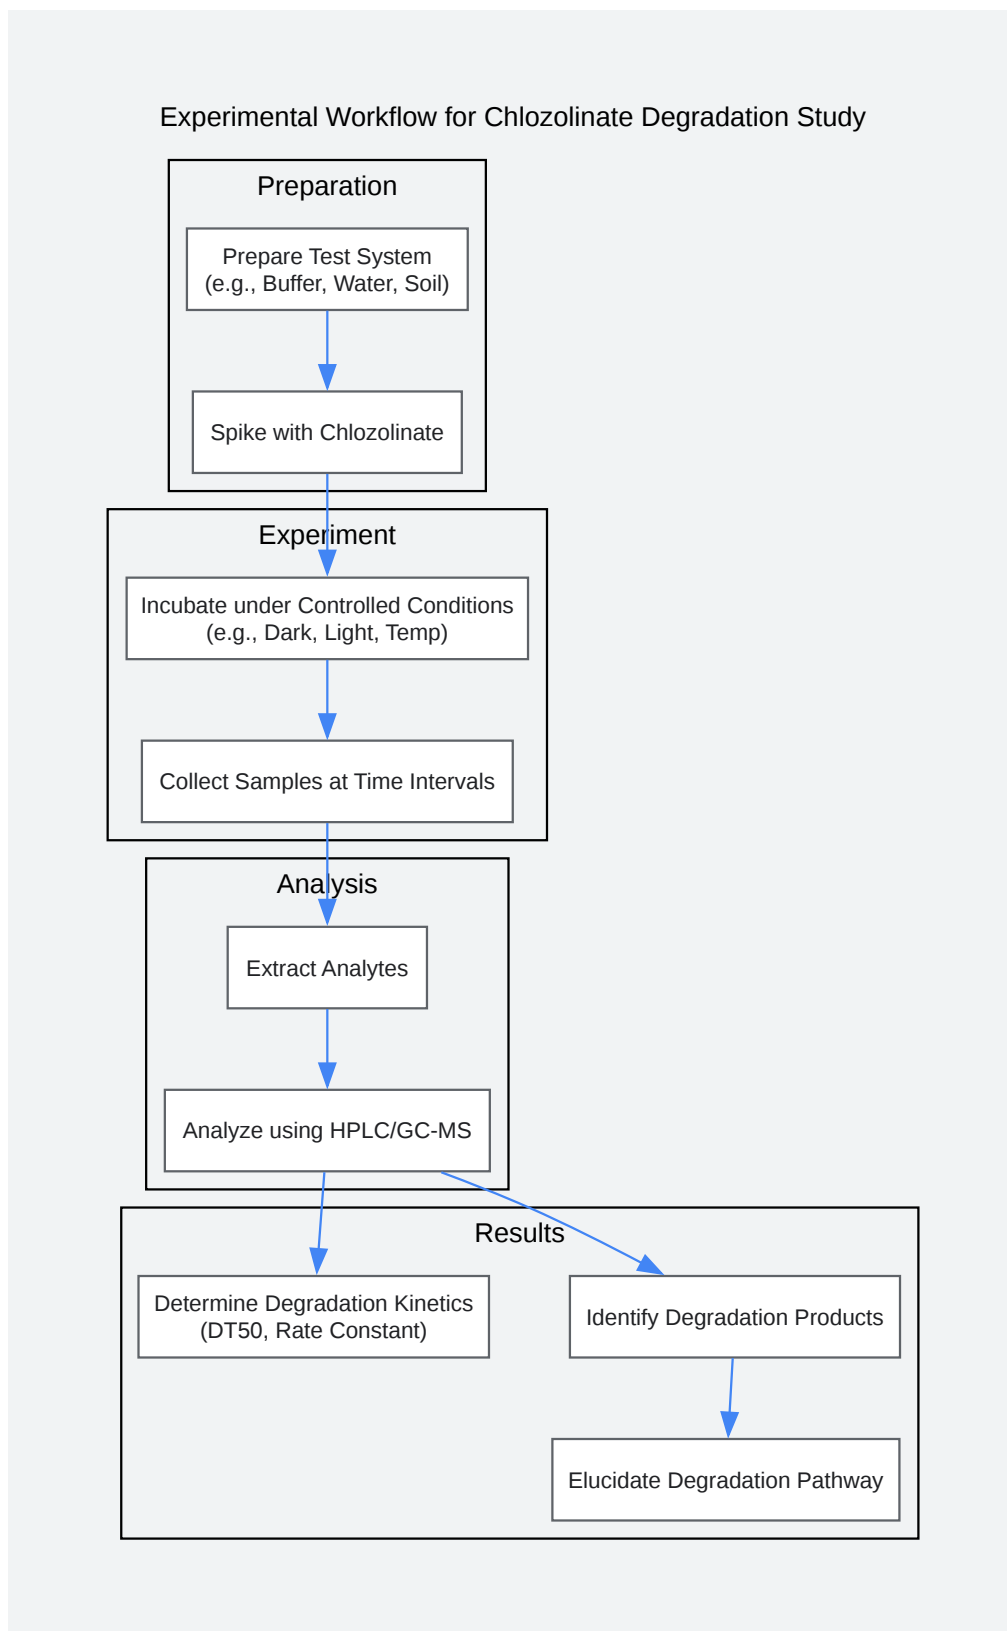 Experimental Workflow for Chlozolinate Degradation Study
Preparation
Prepare Test System
(e.g., Buffer, Water, Soil)
Spike with Chlozolinate
Experiment
Incubate under Controlled Conditions
(e.g., Dark, Light, Temp)
Collect Samples at Time Intervals
Analysis
Extract Analytes
Analyze using HPLC/GC-MS
Results
Determine Degradation Kinetics
(DT50, Rate Constant)
Identify Degradation Products
Elucidate Degradation Pathway